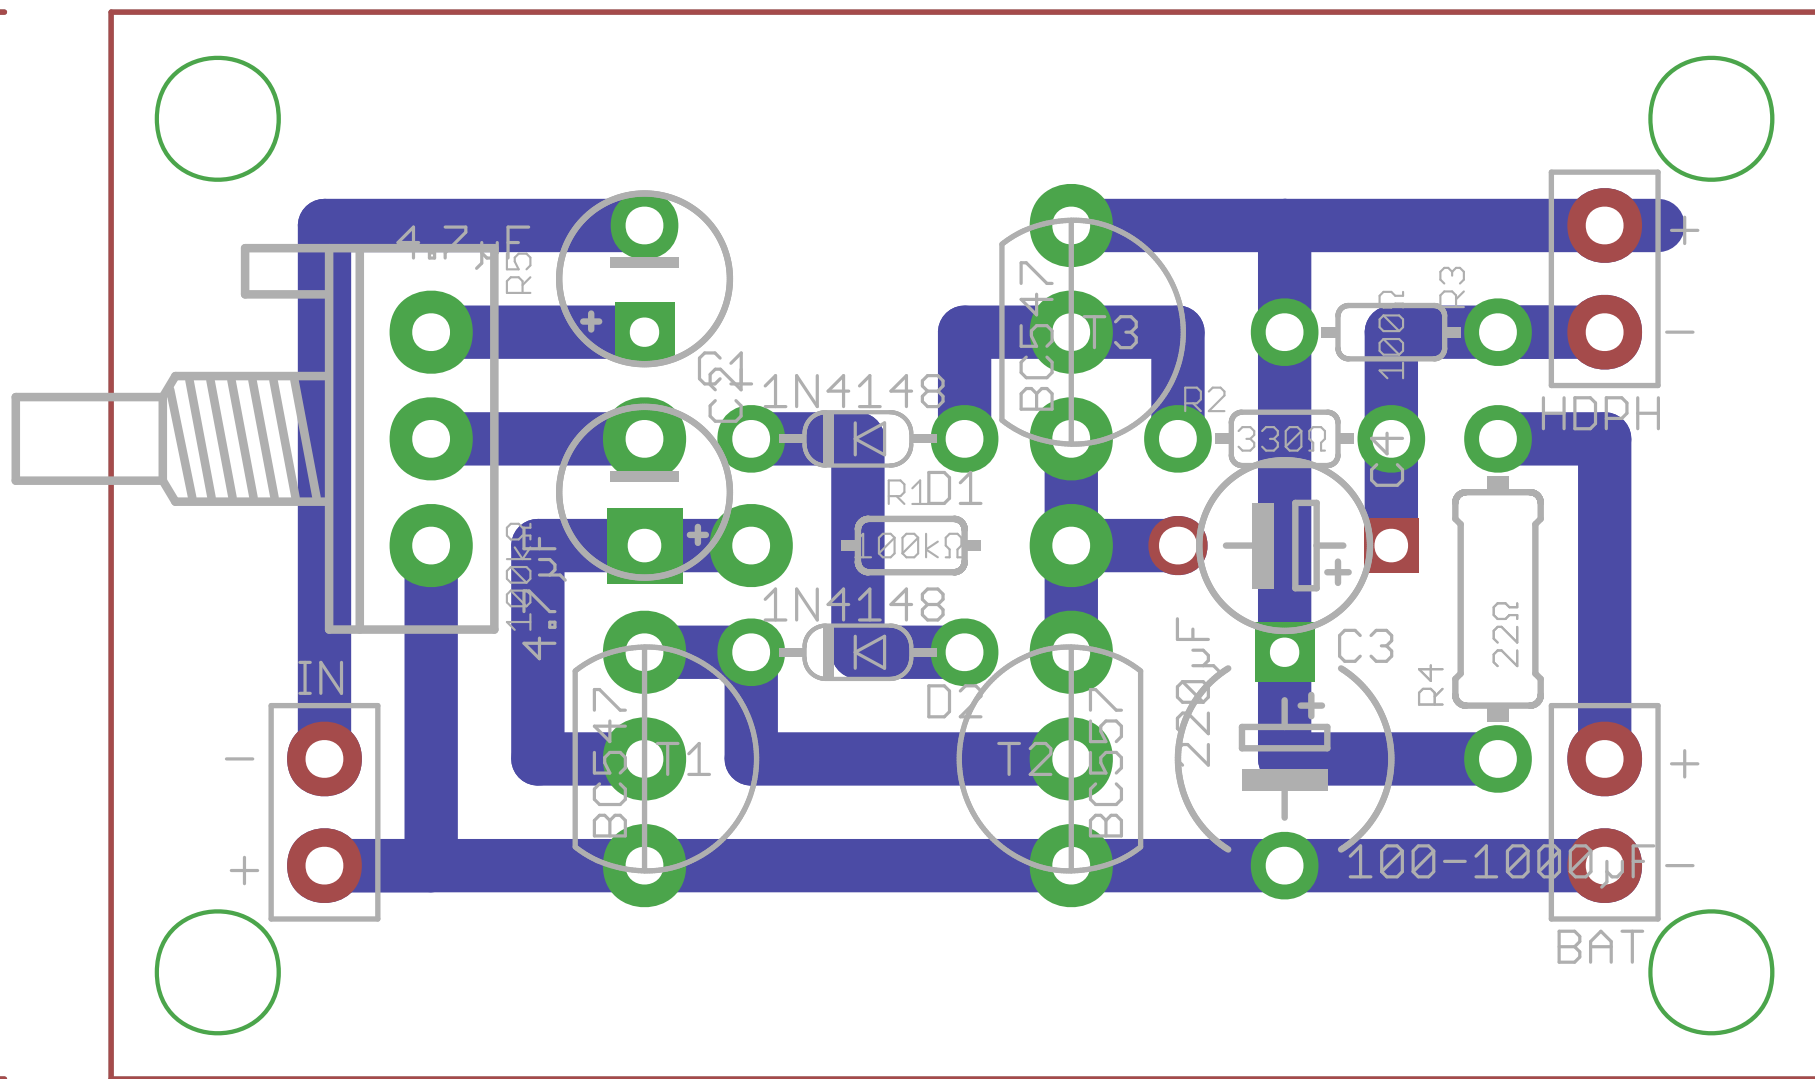 +
4.7µF
R5
R3
BC547
T3
100Ω
−
C1
C2
1N4148
R2
HDPH
330Ω
C4
R1
D1
100kΩ
100kΩ
4.7µF
1N4148
22Ω
220µF
C3
IN
R4
D2
BC547
T1
T2
BC557
−
+
100-1000µF
+
−
BAT